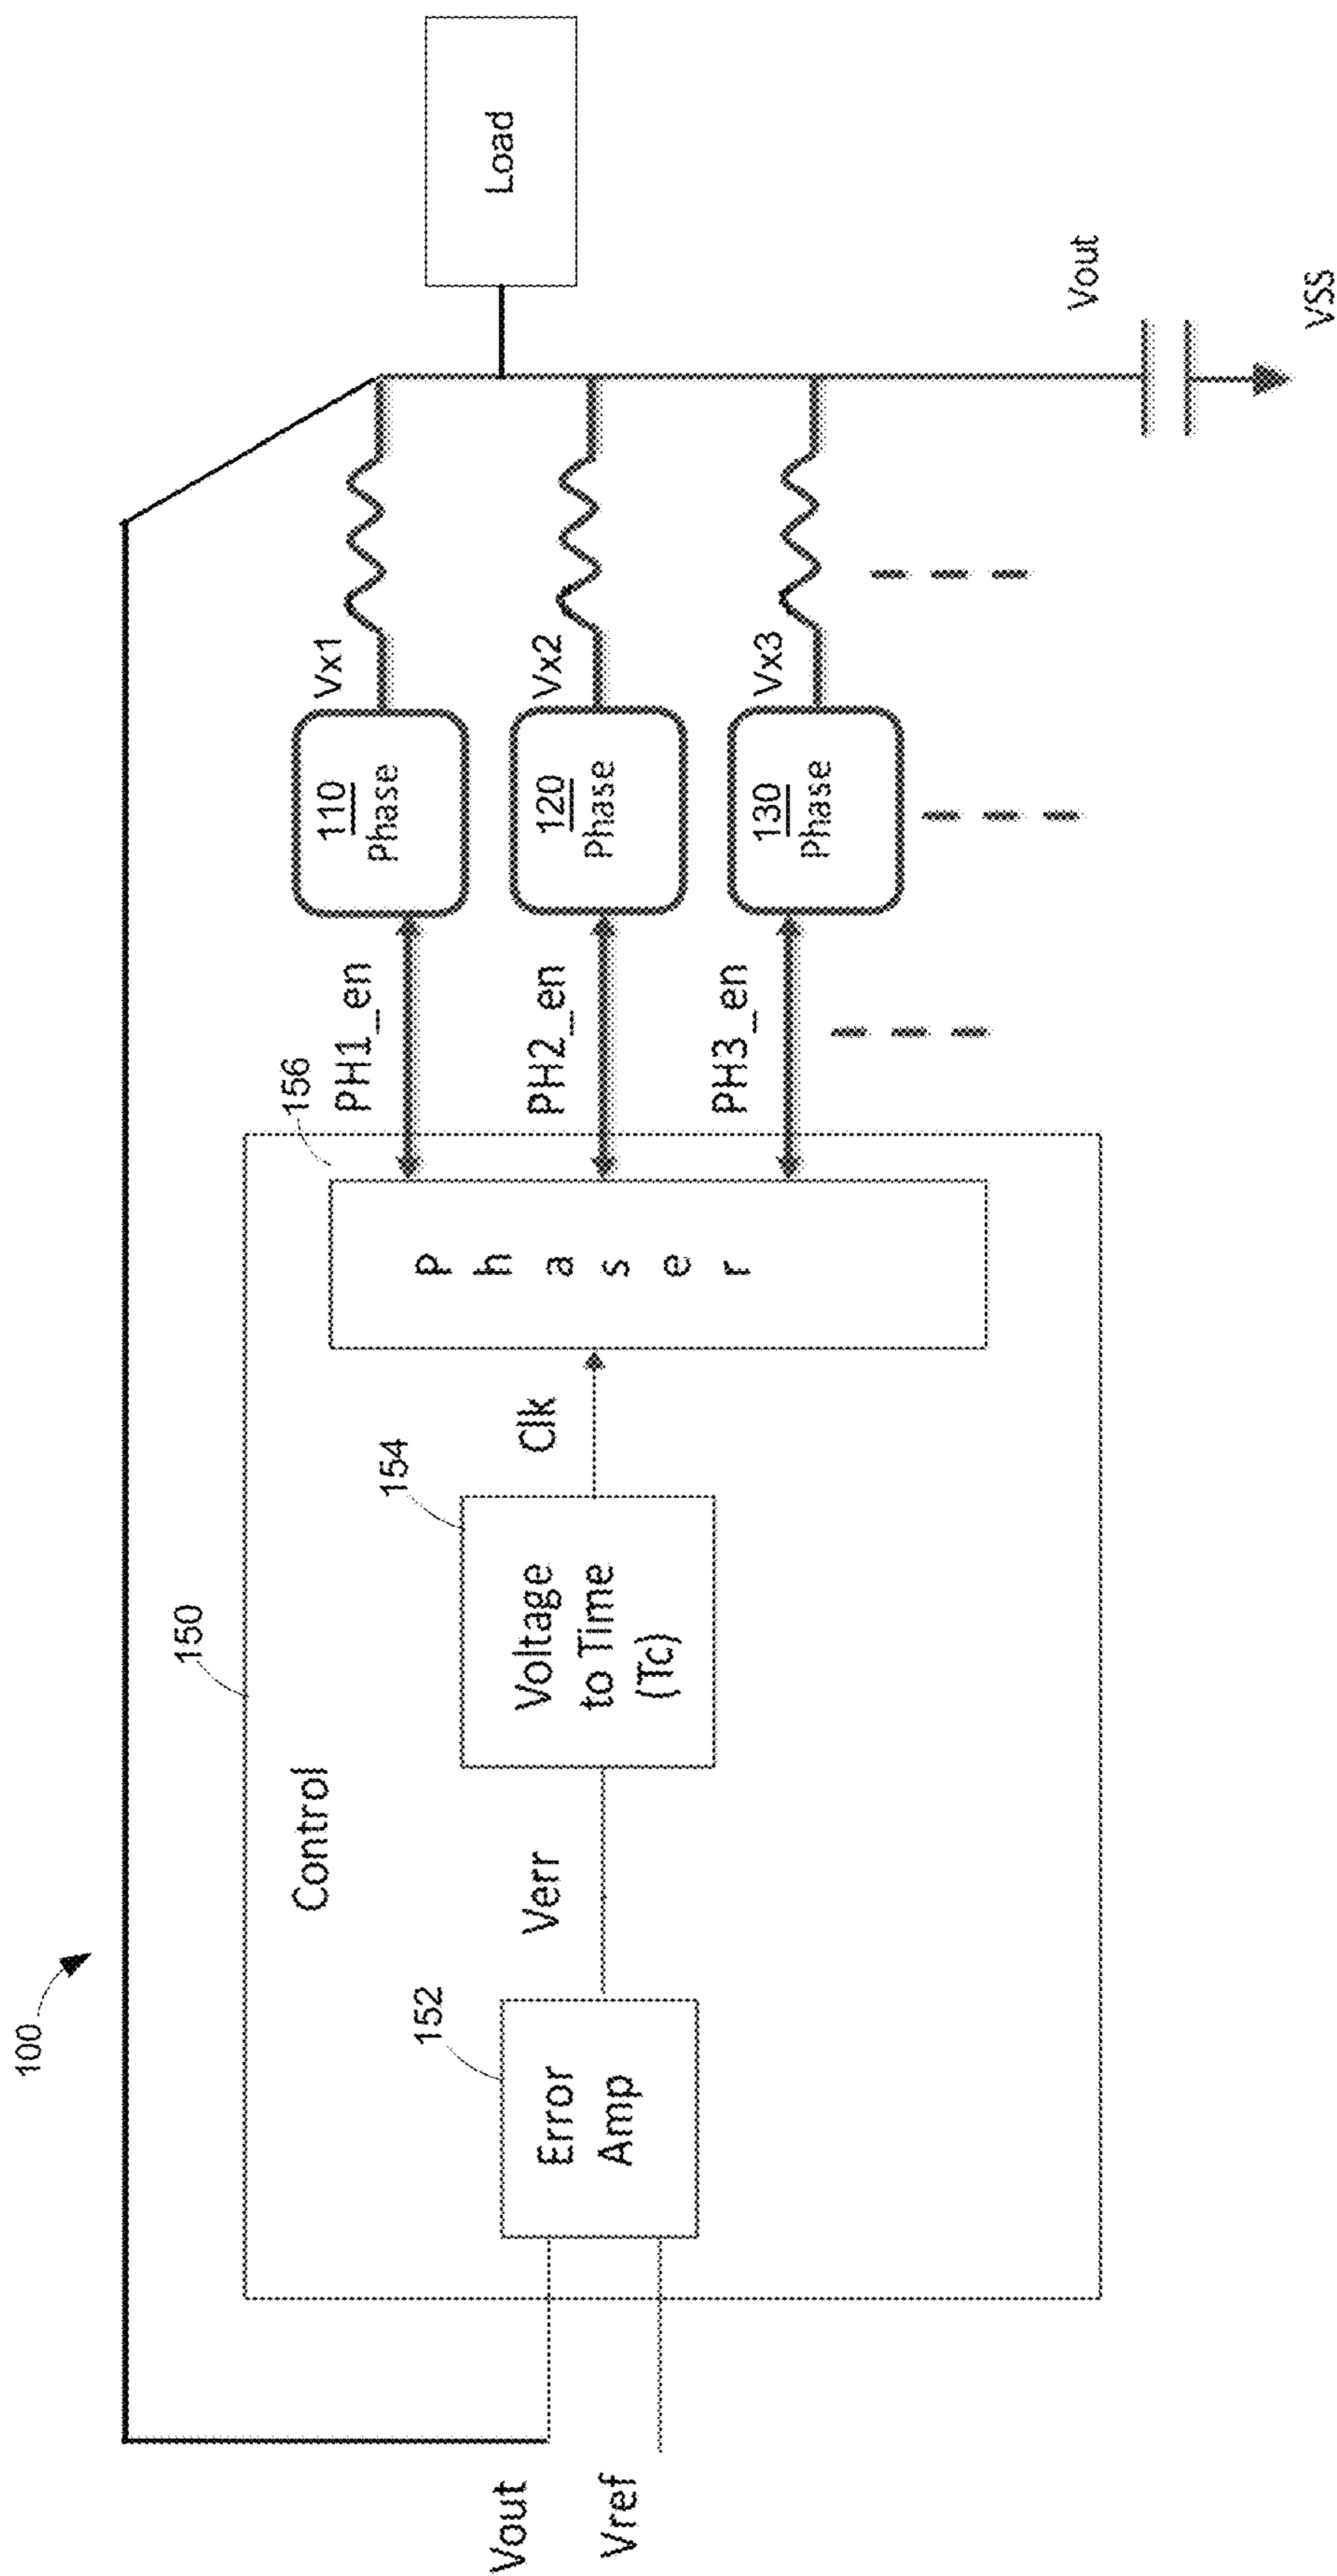 100
150
Control
152
Error
Amp
Verr
154
Voltage
to Time
(Tc)
Clk
156
Phaser
PH1_en
PH2_en
PH3_en
110
Phase
120
Phase
130
Phase
Vx1
Vx2
Vx3
Load
Vout
VSS
Vout
Vref